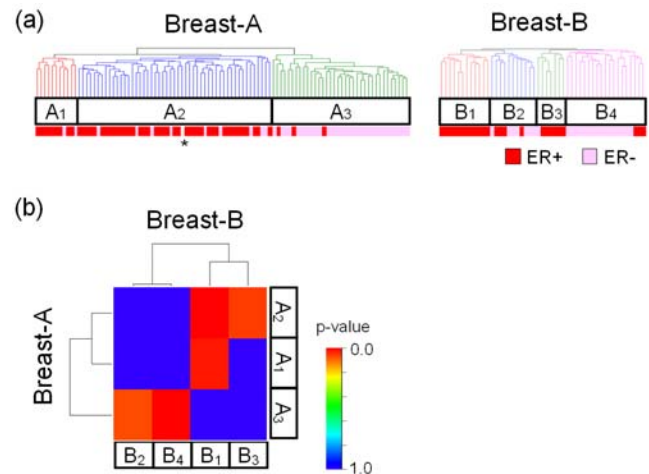 (a) Breast-A Breast-B
A1 A2 A3 B1 B2 B3 B4
*
ER+ ER-
(b)
Breast-B
Breast-A
A2
A1
A3
p-value
0.0
1.0
B2 B4 B1 B3